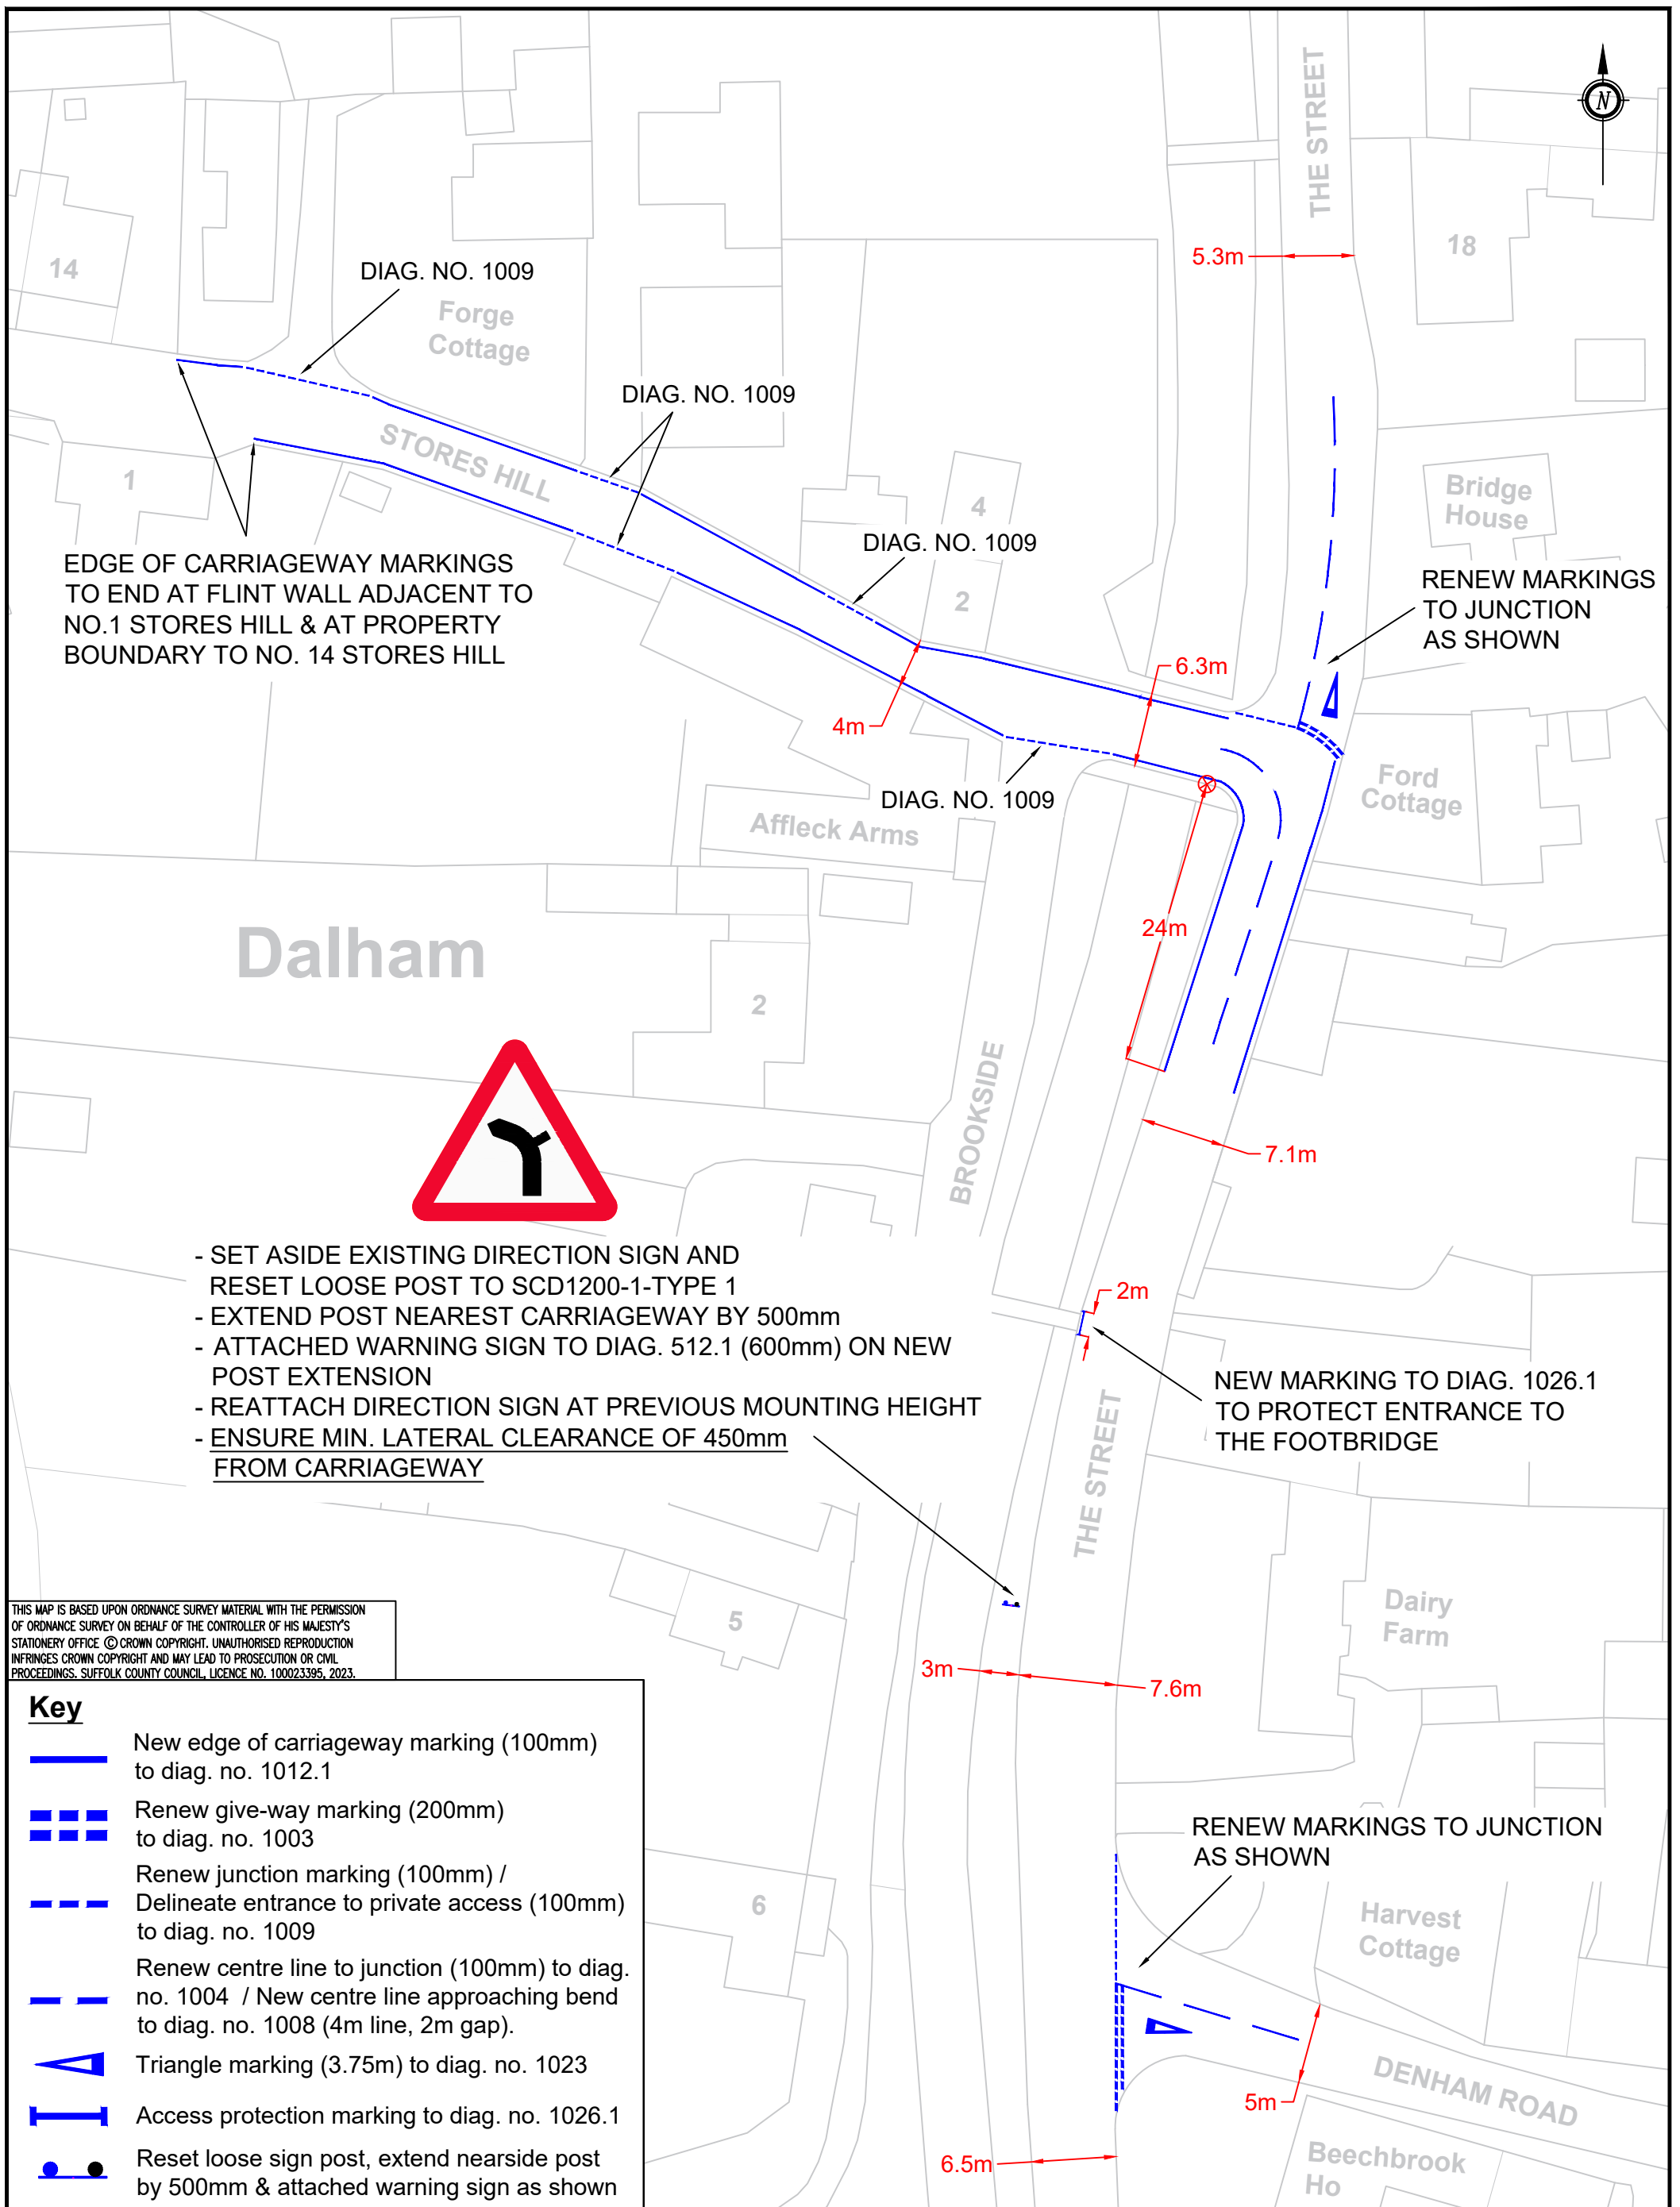 THE STREET
N
5.3m
18
14
DIAG. NO. 1009
Forge
Cottage
DIAG. NO. 1009
STORES HILL
1
4
Bridge
House
DIAG. NO. 1009
EDGE OF CARRIAGEWAY MARKINGS
TO END AT FLINT WALL ADJACENT TO
NO.1 STORES HILL & AT PROPERTY
BOUNDARY TO NO. 14 STORES HILL
RENEW MARKINGS
TO JUNCTION
AS SHOWN
2
6.3m
4m
DIAG. NO. 1009
Ford
Cottage
Affleck Arms
24m
Dalham
2
BROOKSIDE
7.1m
- SET ASIDE EXISTING DIRECTION SIGN AND
RESET LOOSE POST TO SCD1200-1-TYPE 1
- EXTEND POST NEAREST CARRIAGEWAY BY 500mm
- ATTACHED WARNING SIGN TO DIAG. 512.1 (600mm) ON NEW
POST EXTENSION
- REATTACH DIRECTION SIGN AT PREVIOUS MOUNTING HEIGHT
- ENSURE MIN. LATERAL CLEARANCE OF 450mm
FROM CARRIAGEWAY
2m
NEW MARKING TO DIAG. 1026.1
TO PROTECT ENTRANCE TO
THE FOOTBRIDGE
THE STREET
Dairy
Farm
5
3m
7.6m
THIS MAP IS BASED UPON ORDNANCE SURVEY MATERIAL WITH THE PERMISSION
OF ORDNANCE SURVEY ON BEHALF OF THE CONTROLLER OF HIS MAJESTY'S
STATIONERY OFFICE © CROWN COPYRIGHT. UNAUTHORISED REPRODUCTION
INFRINGES CROWN COPYRIGHT AND MAY LEAD TO PROSECUTION OR CIVIL
PROCEEDINGS. SUFFOLK COUNTY COUNCIL, LICENCE NO. 100023395, 2023.
Key
New edge of carriageway marking (100mm)
to diag. no. 1012.1
Renew give-way marking (200mm)
to diag. no. 1003
Renew junction marking (100mm) /
Delineate entrance to private access (100mm)
to diag. no. 1009
Renew centre line to junction (100mm) to diag.
no. 1004 / New centre line approaching bend
to diag. no. 1008 (4m line, 2m gap).
Triangle marking (3.75m) to diag. no. 1023
Access protection marking to diag. no. 1026.1
Reset loose sign post, extend nearside post
by 500mm & attached warning sign as shown
RENEW MARKINGS TO JUNCTION
AS SHOWN
6
Harvest
Cottage
DENHAM ROAD
5m
6.5m
Beechbrook
Ho